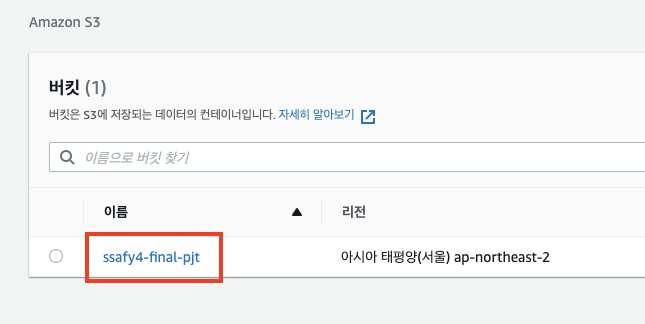 Amazon S3
버킷 (1)
버킷은 S3에 저장되는 데이터의 컨테이너입니다. 자세히 알아보기
이름으로 버킷 찾기
이름 ▲ 리전
ssafy4-final-pjt 아시아 태평양(서울) ap-northeast-2